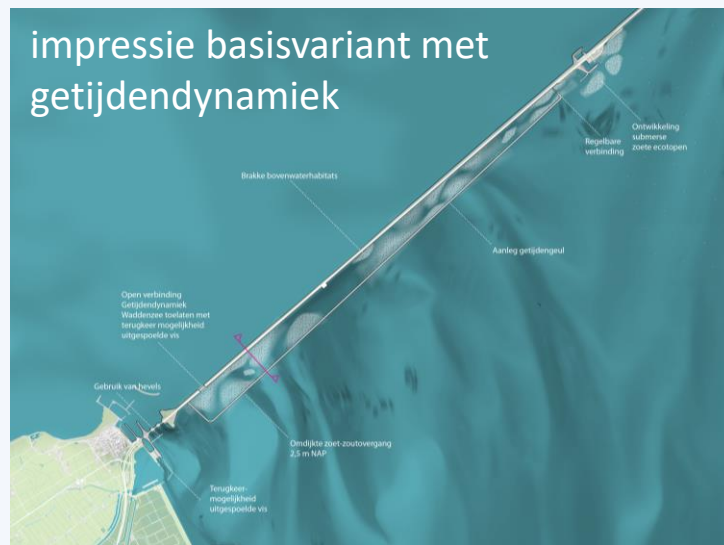 impressie basisvariant met
getijdendynamiek
Ontwikkeling
submerse
zoete ecotopen
Regelbare
verbinding
Brakke bovenwaterhabitats
Aanleg getijdengeul
Open verbinding
Getijdendynamiek
Waddenzee toelaten met
terugkeer mogelijkheid
uitgespoelde vis
Gebruik van hevels
Omdijkte zoet-zoutovergang
2,5 m NAP
Terugkeer-
mogelijkheid
uitgespoelde vis